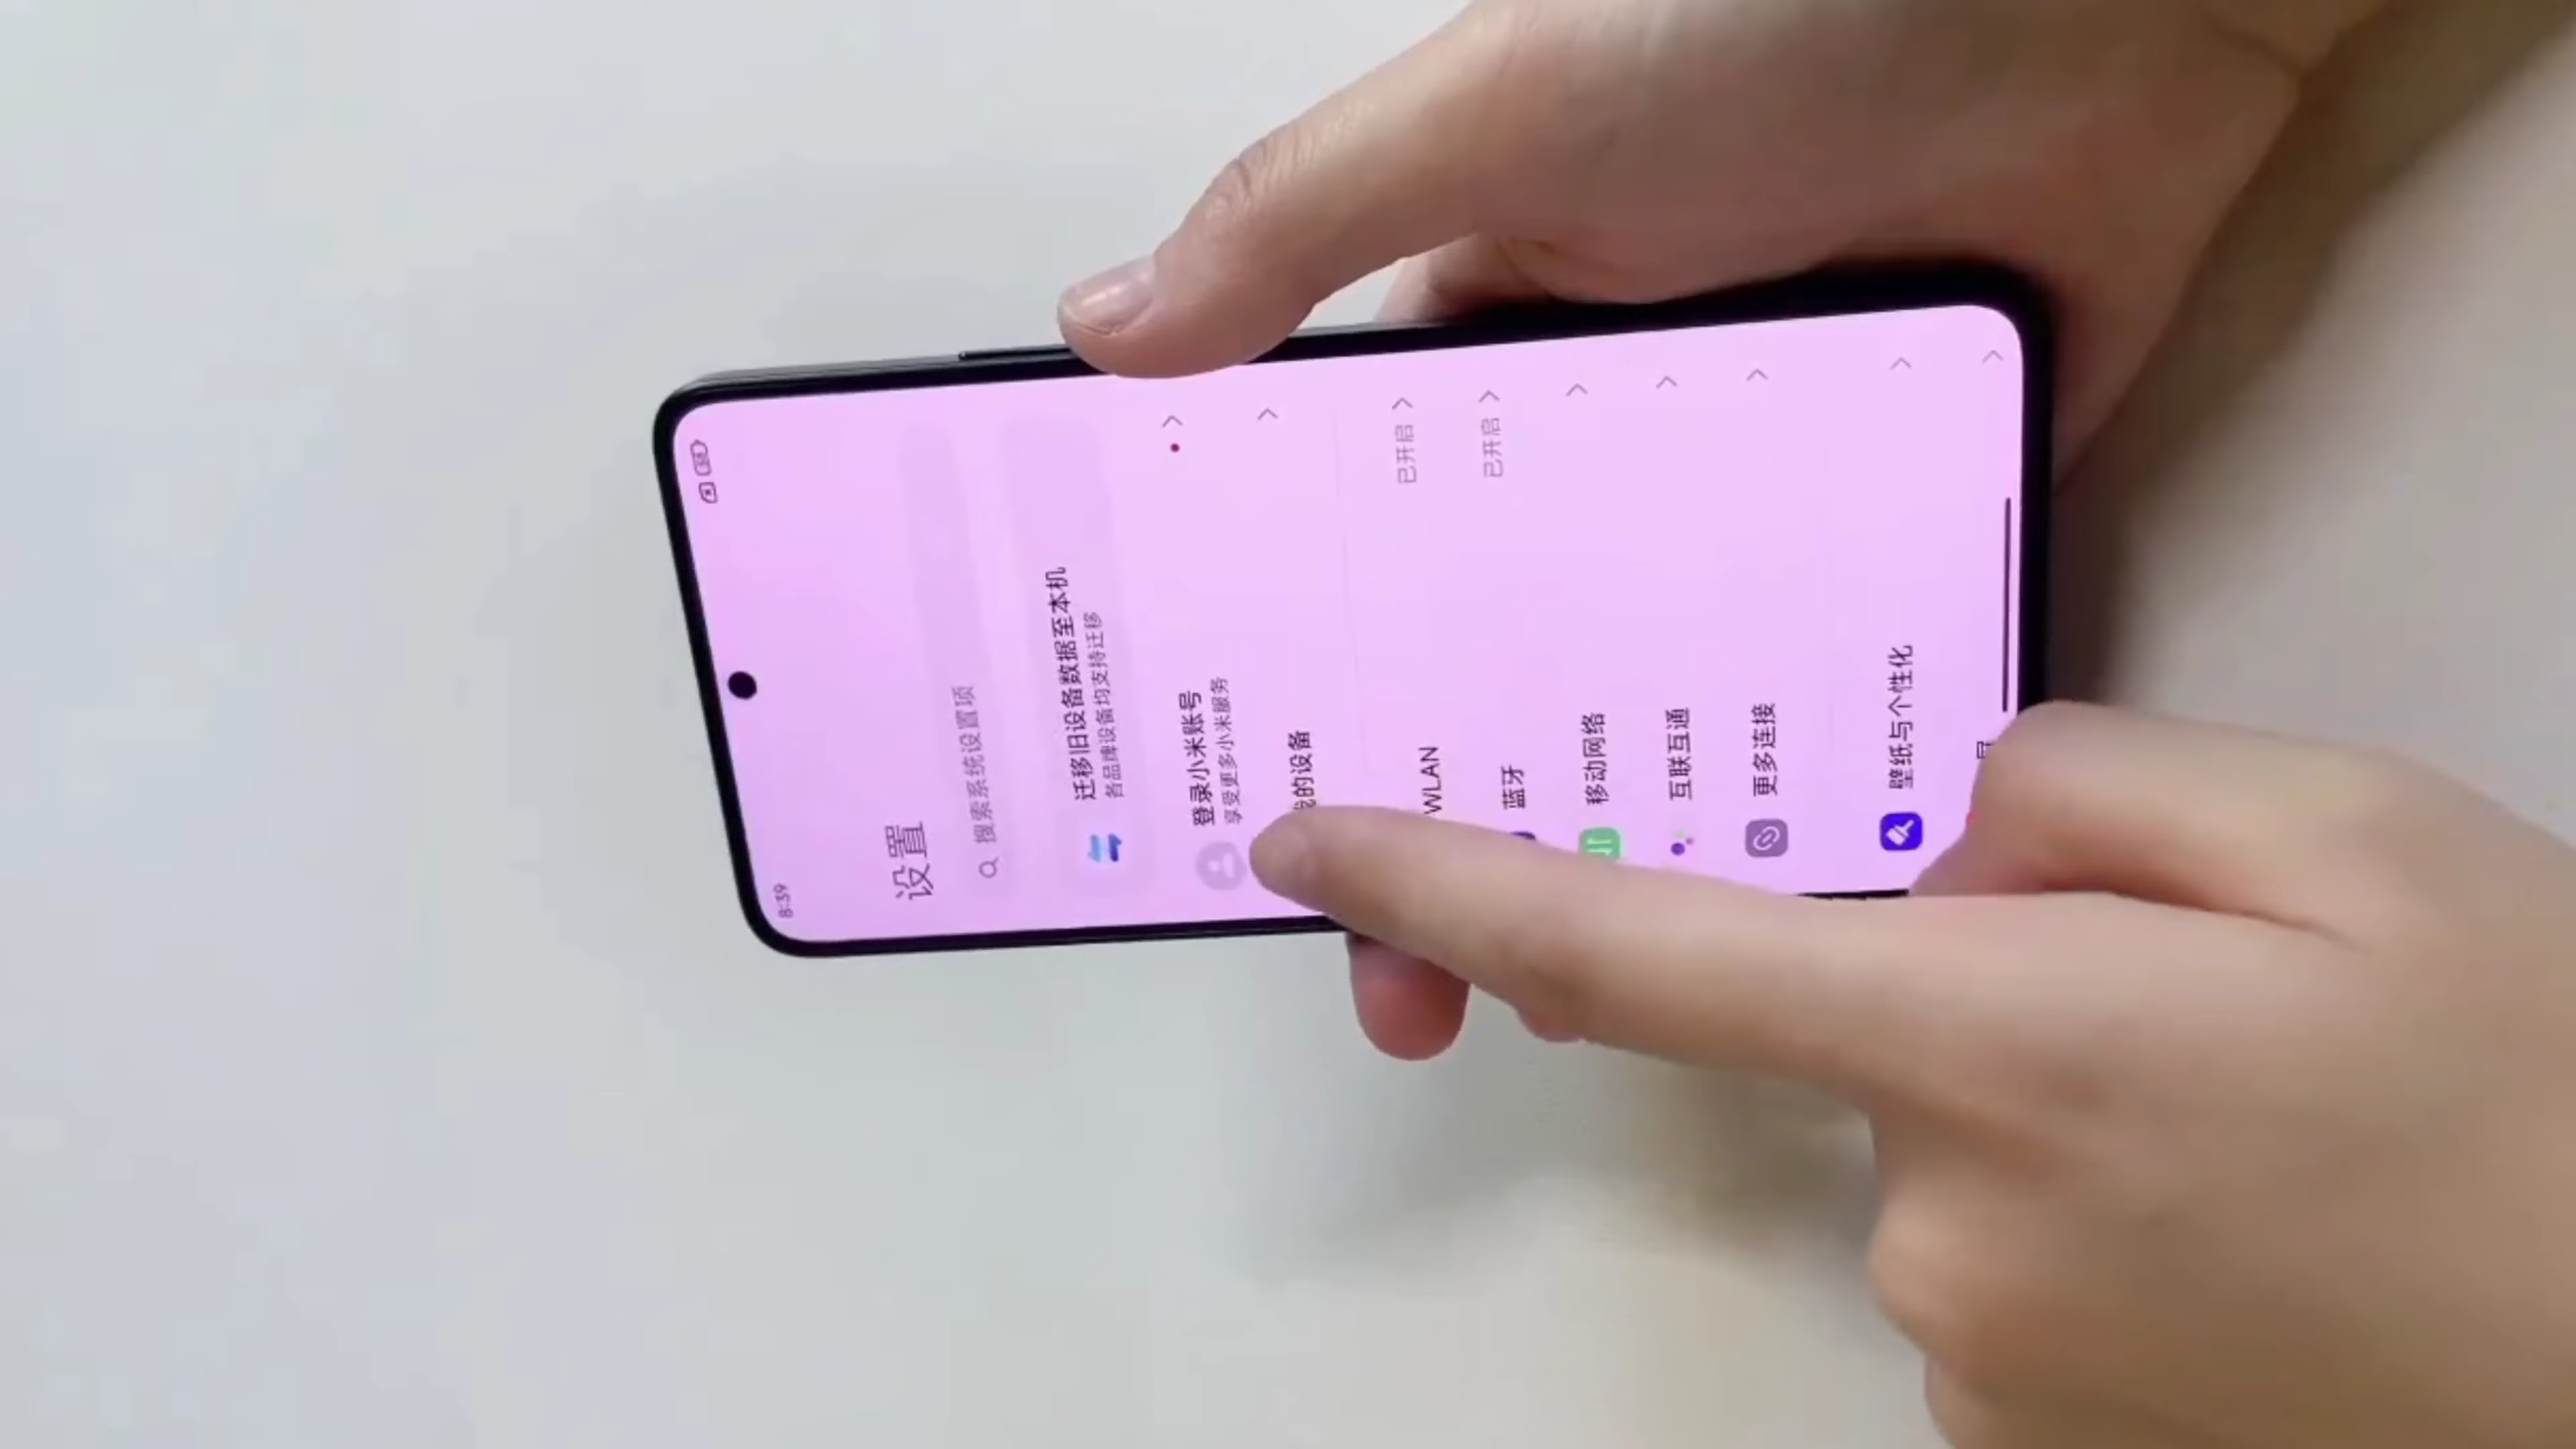 8:39
设置
搜索系统设置项
迁移旧设备数据至本机
各品牌设备均支持迁移
登录小米账号
享受更多小米服务
我的设备
WLAN
已开启
蓝牙
已开启
移动网络
互联互通
更多连接
壁纸与个性化